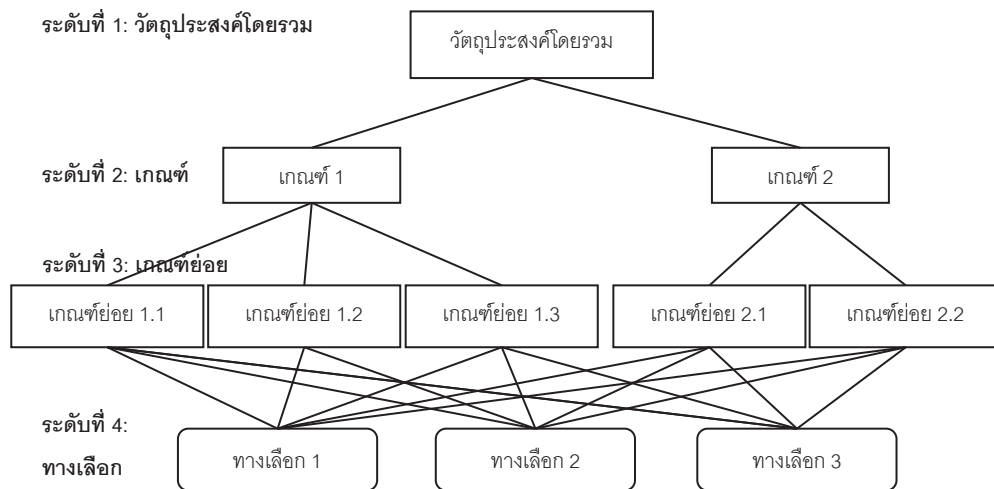 ระดับที่ 1: วัตถุประสงค์โดยรวม
วัตถุประสงค์โดยรวม
ระดับที่ 2: เกณฑ์
เกณฑ์ 1
เกณฑ์ 2
ระดับที่ 3: เกณฑ์ย่อย
เกณฑ์ย่อย 1.1
เกณฑ์ย่อย 1.2
เกณฑ์ย่อย 1.3
เกณฑ์ย่อย 2.1
เกณฑ์ย่อย 2.2
ระดับที่ 4:
ทางเลือก
ทางเลือก 1
ทางเลือก 2
ทางเลือก 3